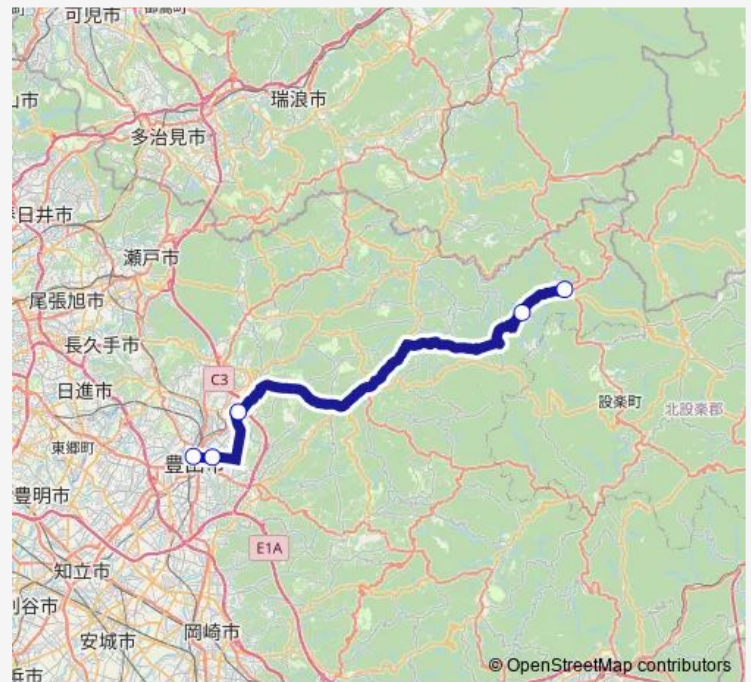 可児市
瑞浪市
多治見市
日井市
瀬戸市
尾張旭市
長久手市
C3
日進市
設楽町
北設楽郡
東郷町
豊田市
豊明市
E1A
知立市
刈谷市
岡崎市
安城市
© OpenStreetMap contributors